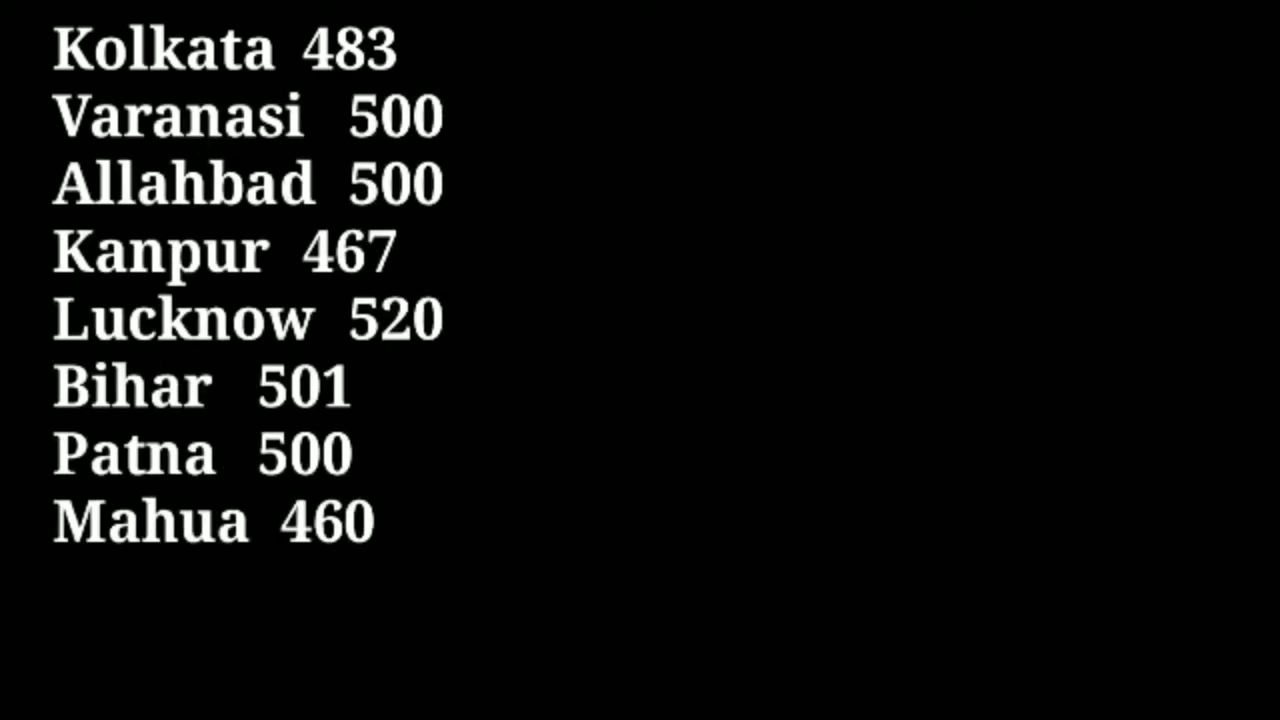 Kolkata 483
Varanasi 500
Allahbad 500
Kanpur 467
Lucknow 520
Bihar 501
Patna 500
Mahua 460